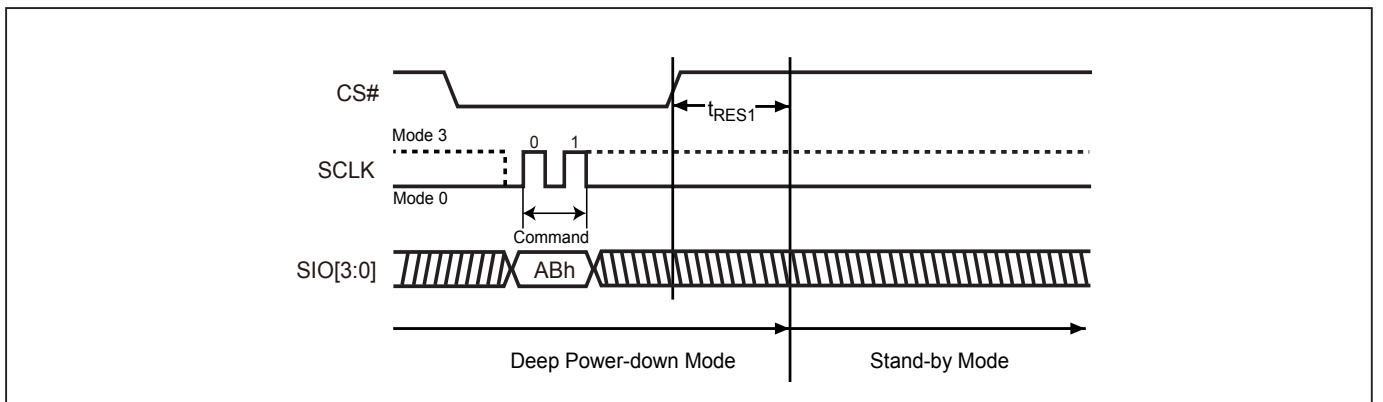 CS#
tRES1
Mode 3
0 1
SCLK
Mode 0
Command
SIO[3:0]
ABh
Deep Power-down Mode
Stand-by Mode